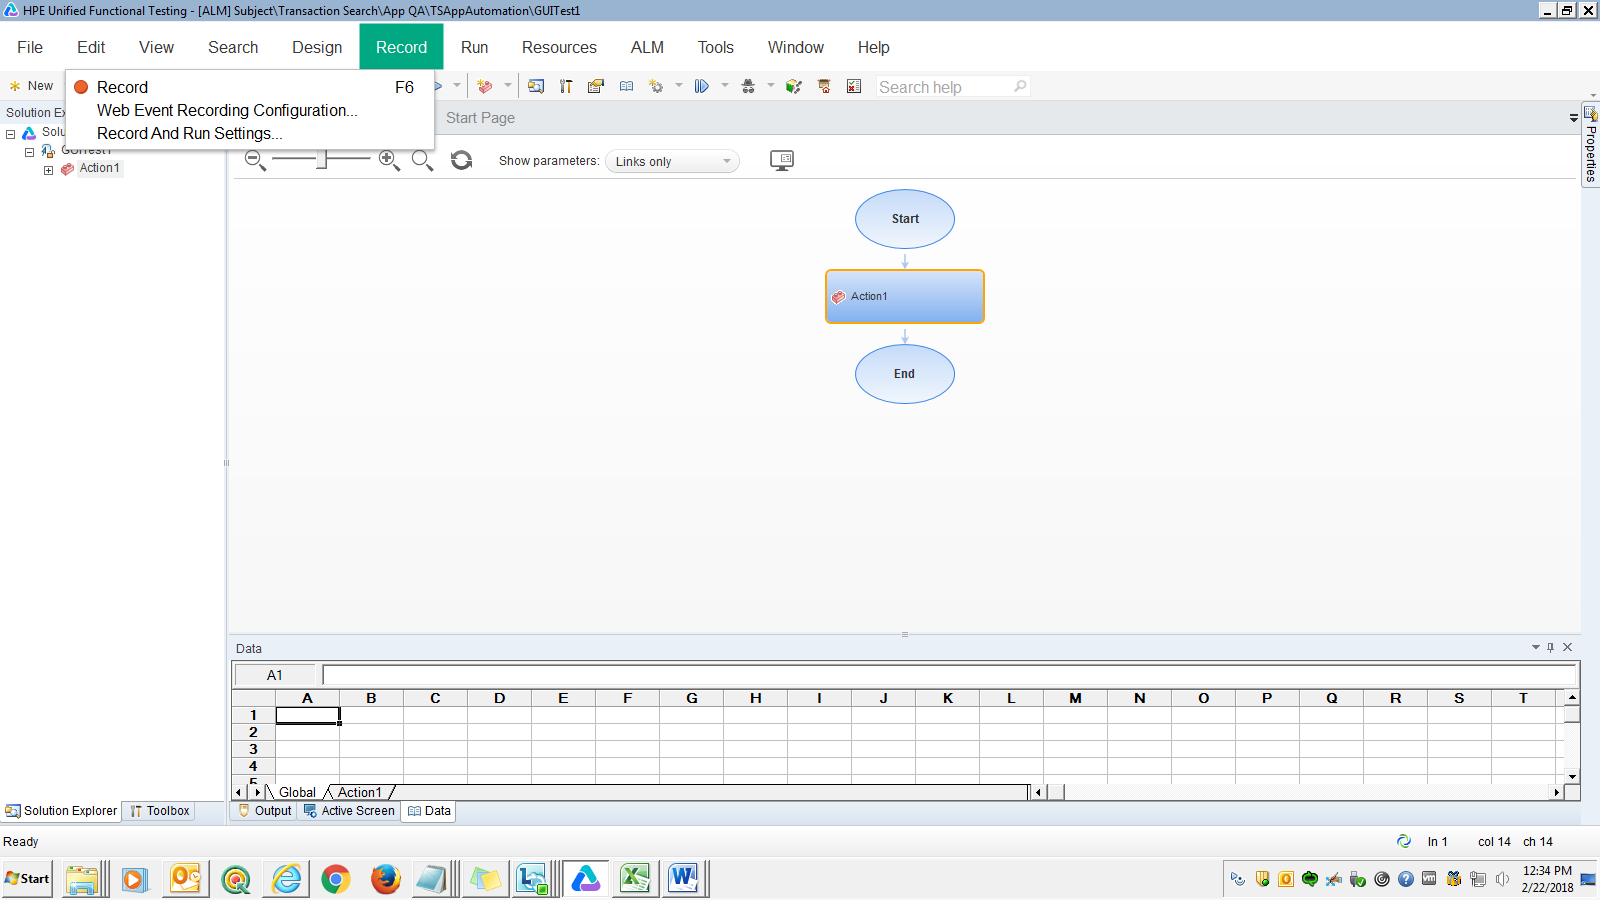 HPE Unified Functional Testing - [ALM] Subject\Transaction Search\App QA\TSAppAutomation\GUITest1
File Edit View Search Design Record Run Resources ALM Tools Window Help
New
Search help
Record F6
Web Event Recording Configuration...
Record And Run Settings...
Solution Ex
Start Page
Solu
GUITest1
Action1
Show parameters: Links only
Properties
Start
Action1
End
Data
A1
A B C D E F G H I J K L M N O P Q R S T
1
2
3
4
5
Global Action1
Solution Explorer Toolbox Output Active Screen Data
Ready ln 1 col 14 ch 14
Start
12:34 PM
2/22/2018